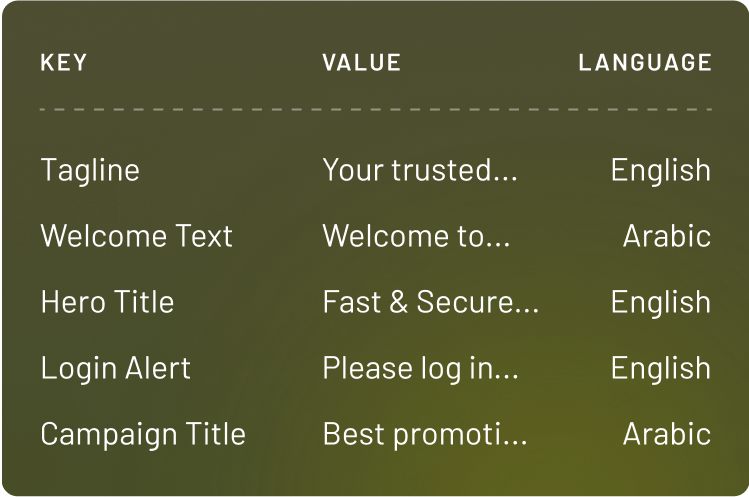 KEY VALUE LANGUAGE
Tagline Your trusted... English
Welcome Text Welcome to... Arabic
Hero Title Fast & Secure... English
Login Alert Please log in... English
Campaign Title Best promoti... Arabic